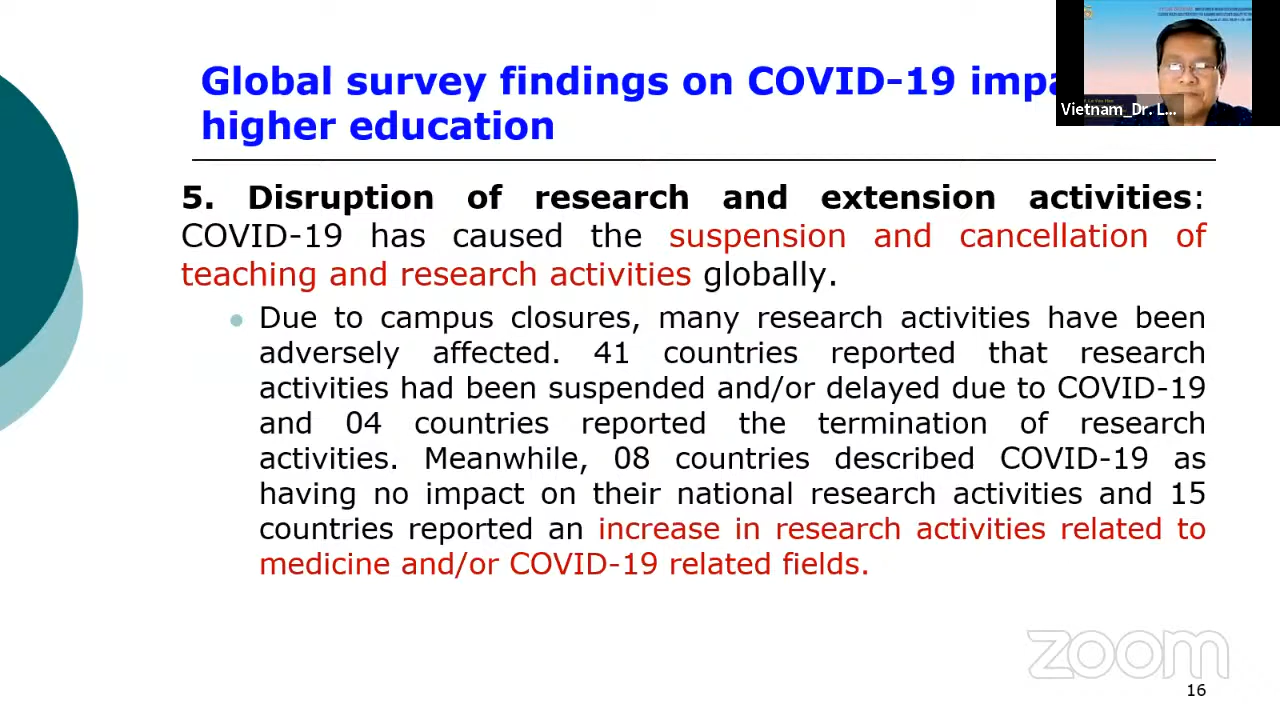 Global survey findings on COVID-19 impa
higher education
Vietnam_Dr. L...
5. Disruption of research and extension activities:
COVID-19 has caused the suspension and cancellation of
teaching and research activities globally.
Due to campus closures, many research activities have been
adversely affected. 41 countries reported that research
activities had been suspended and/or delayed due to COVID-19
and 04 countries reported the termination of research
activities. Meanwhile, 08 countries described COVID-19 as
having no impact on their national research activities and 15
countries reported an increase in research activities related to
medicine and/or COVID-19 related fields.
zoom
16